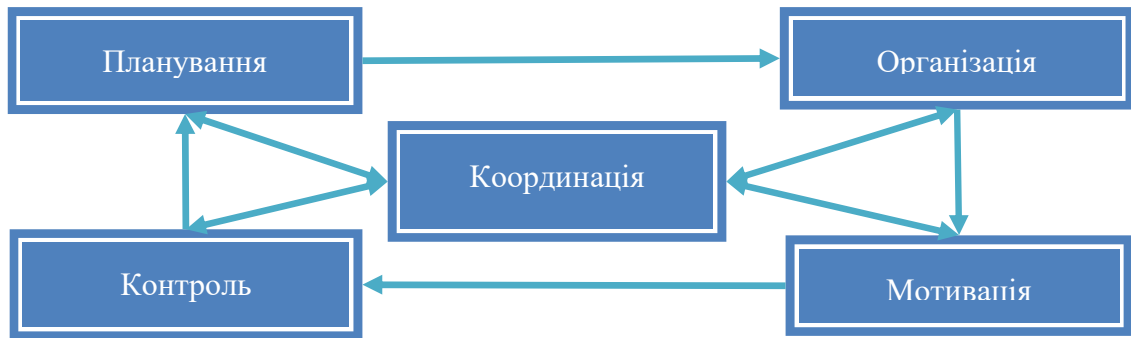 Планування
Організація
Координація
Контроль
Мотивація